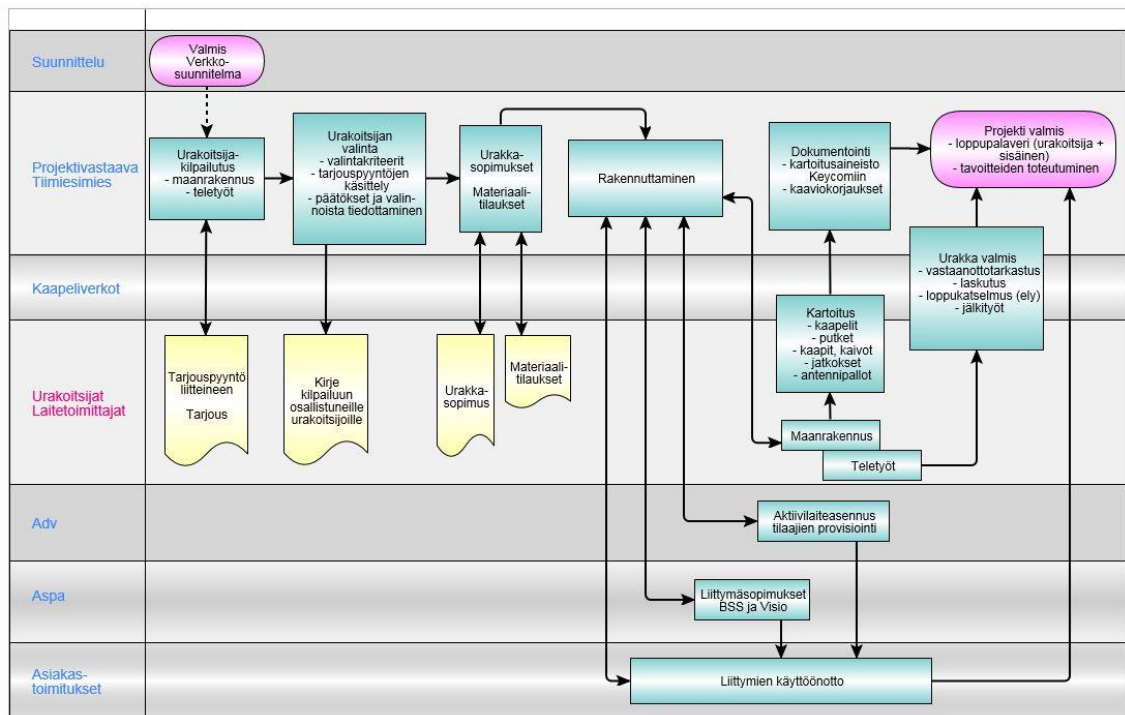 Suunnittelu
Valmis
Verkko-
suunnitelma
Projektivastaava
Tiimiesimies
Urakoitsija-
kilpailutus
- maanrakennus
- teletyöt
Urakoitsijan
valinta
- valintakriteerit
- tarjouspyyntöjen
käsittely
- päätökset ja valin-
noista tiedottaminen
Urakka-
sopimukset
Materiaali-
tilaukset
Rakennuttaminen
Dokumentointi
- kartoitusaineisto
Keycomiin
- kaaviokorjaukset
Projekti valmis
- loppupalaveri (urakoitsija +
sisäinen)
- tavoitteiden toteutuminen
Kaapeliverkot
Urakka valmis
- vastaanottotarkastus
- laskutus
- loppukatselmus (ely)
- jälkityöt
Kartoitus
- kaapelit
- putket
- kaapit, kaivot
- jatkokset
- antennipallot
Urakoitsijat
Laitetoimittajat
Tarjouspyyntö
liitteineen
Tarjous
Kirje
kilpailuun
osallistuneille
urakoitsijoille
Urakka-
sopimus
Materiaali-
tilaukset
Maanrakennus
Teletyöt
Adv
Aktiivilaiteasennus
tilaajien provisiointi
Aspa
Liittymäsopimukset
BSS ja Visio
Asiakas-
toimitukset
Liittymien käyttöönotto